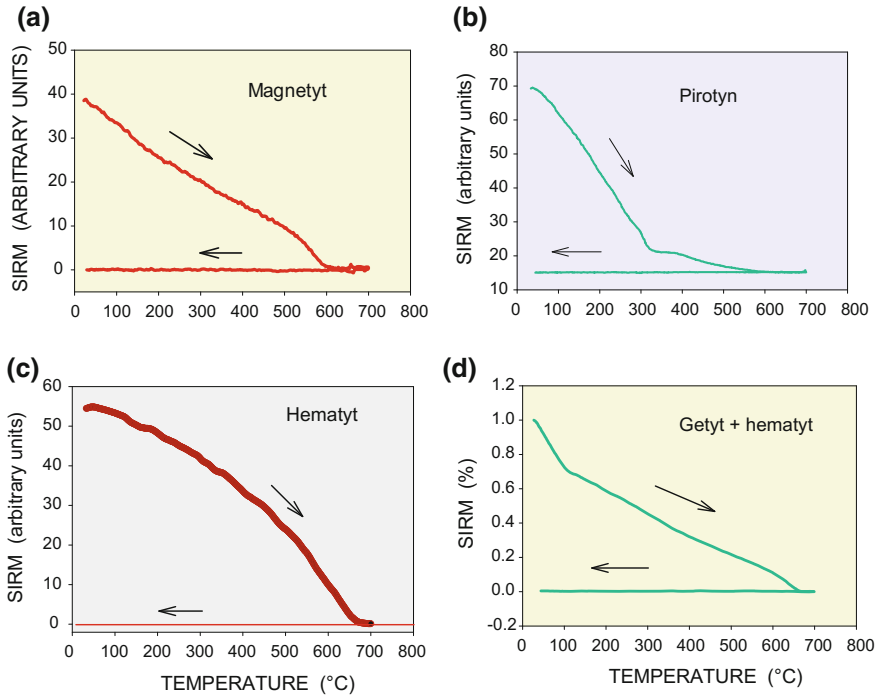 (a)
SIRM (ARBITRARY UNITS)
50
40
30
20
10
0
Magnetyt
0 100 200 300 400 500 600 700 800
(b)
SIRM (arbitrary units)
80
70
60
50
40
30
20
10
Pirotyn
0 100 200 300 400 500 600 700 800
(c)
SIRM (arbitrary units)
60
50
40
30
20
50
0
Hematyt
0 100 200 300 400 500 600 700 800
TEMPERATURE (°C)
(d)
SIRM (%)
1.0
1.2
0.8
0.6
0.4
0.2
0.0
-0.2
Getyt + hematyt
0 100 200 300 400 500 600 700 800
TEMPERATURE (°C)